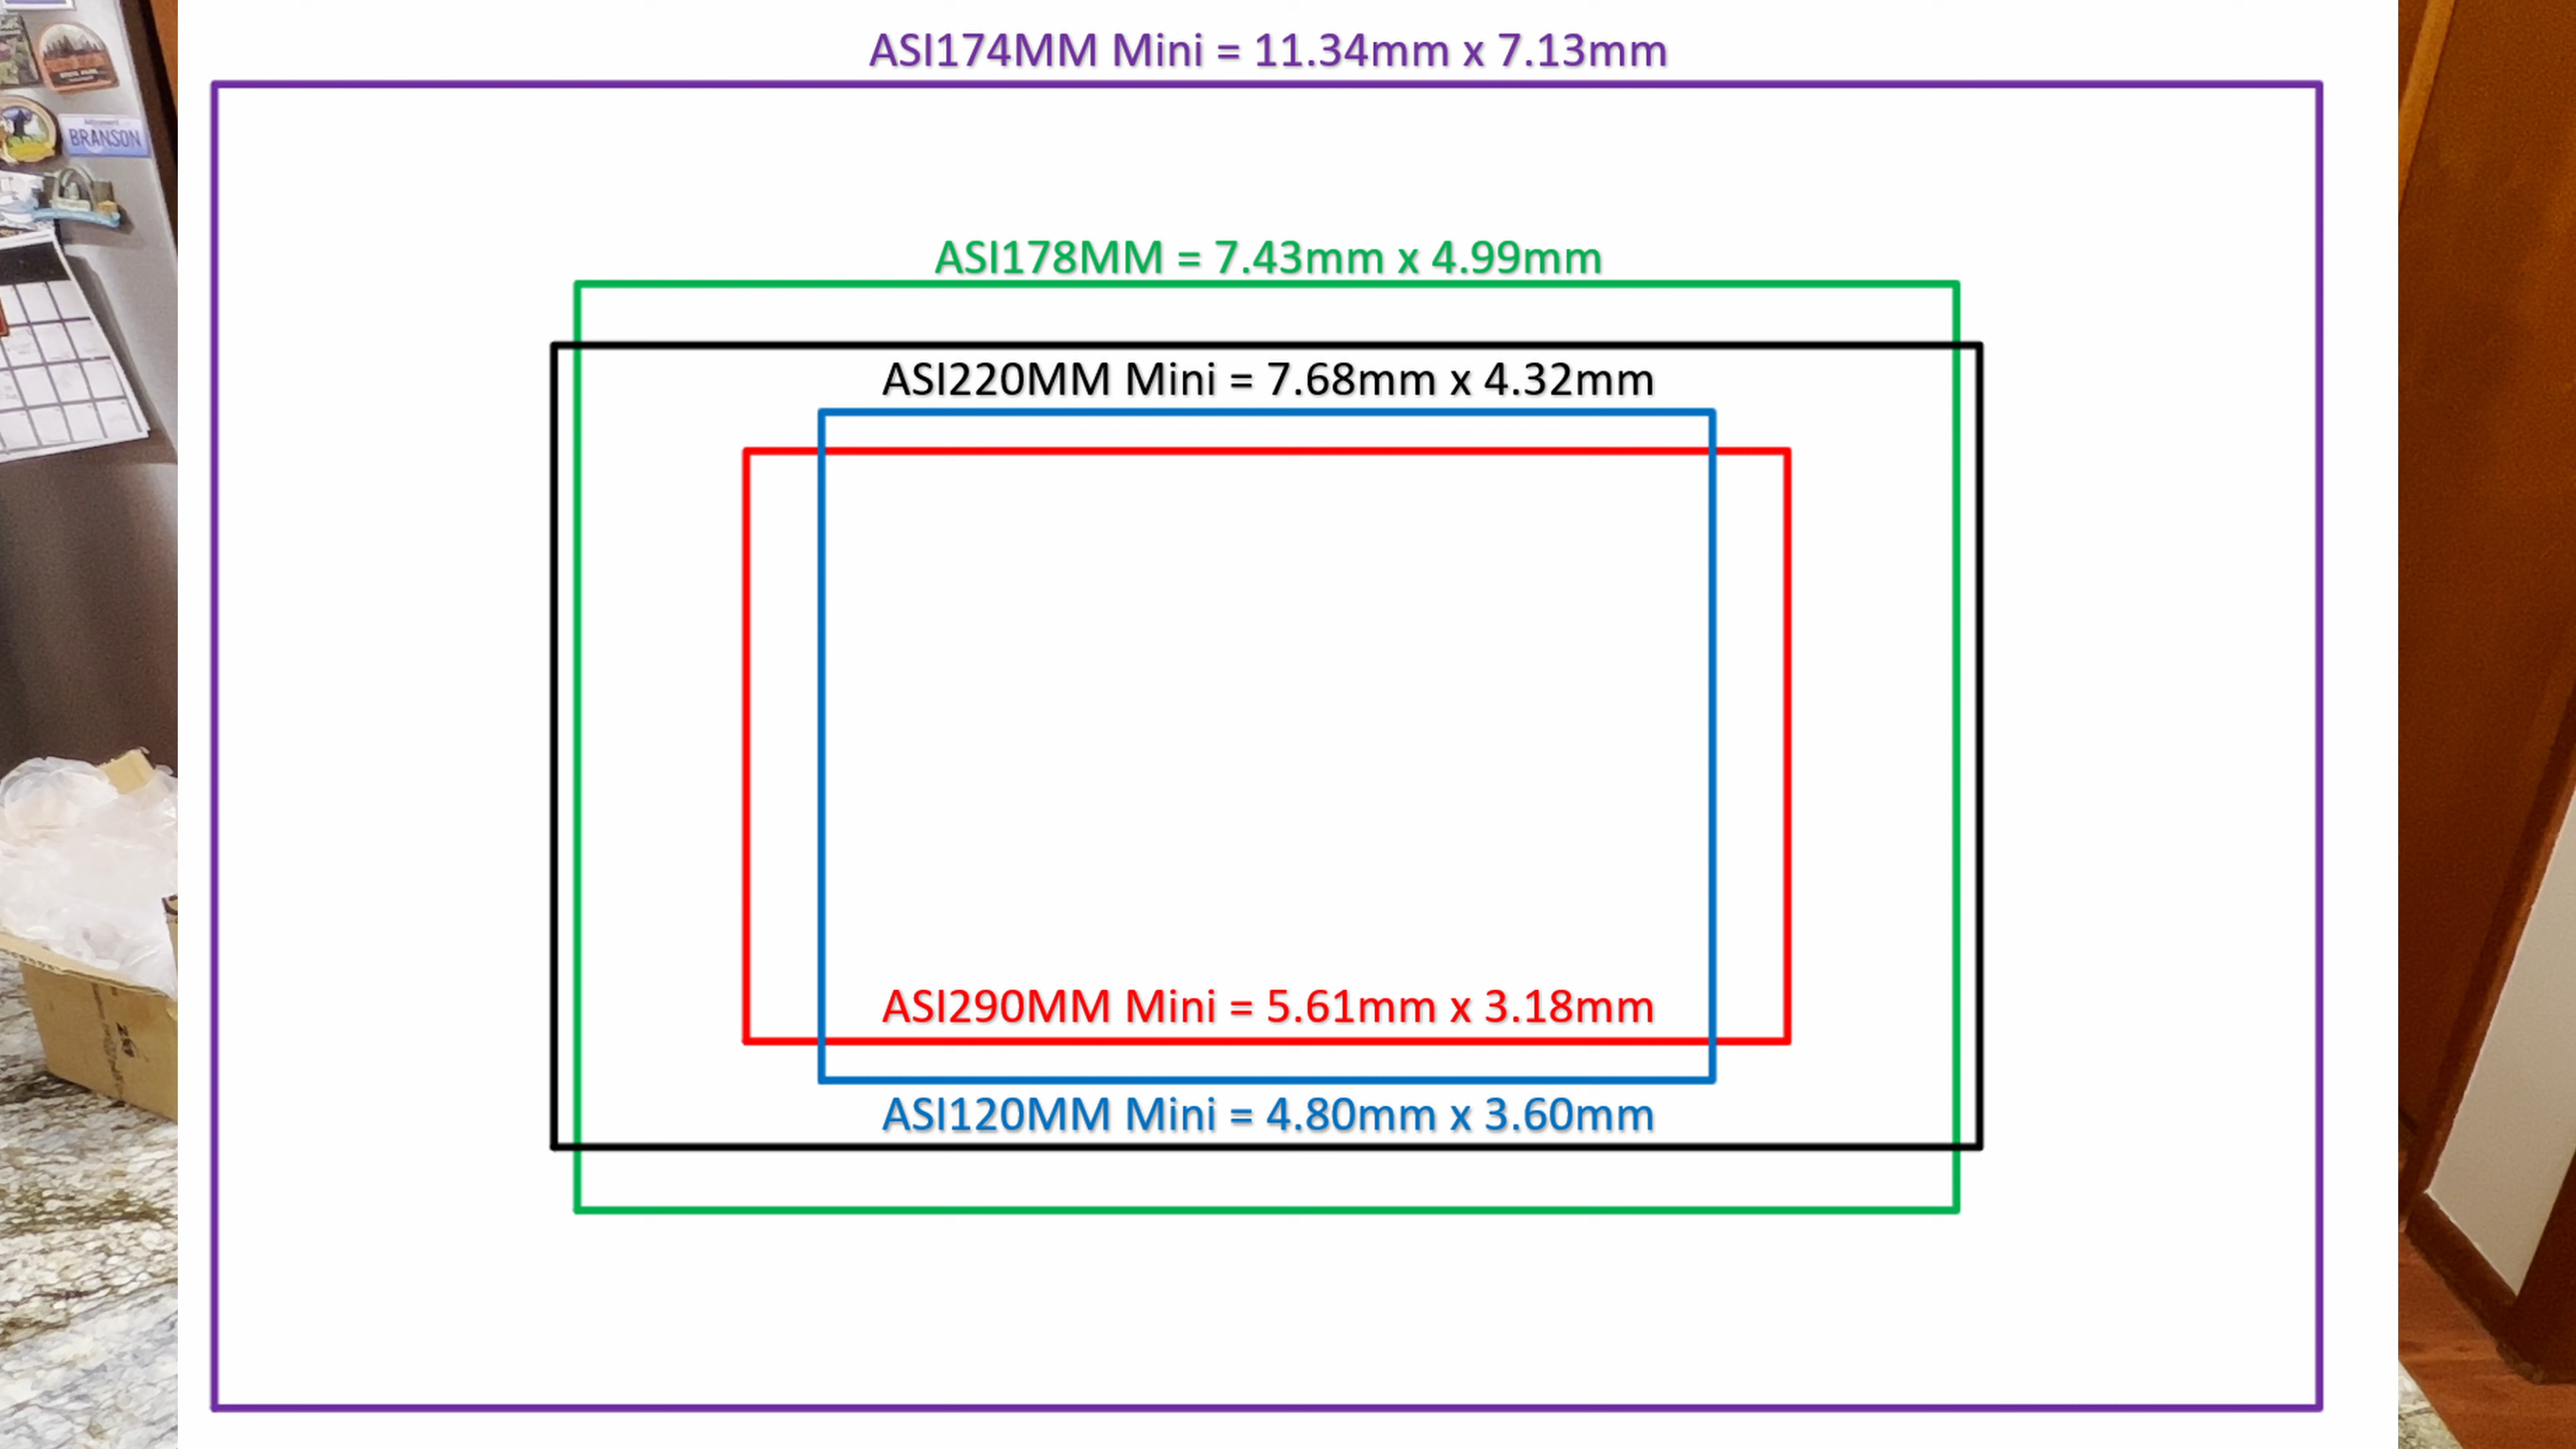 ASI174MM Mini = 11.34mm x 7.13mm
BRANSON
ASI178MM = 7.43mm x 4.99mm
ASI220MM Mini = 7.68mm x 4.32mm
ASI290MM Mini = 5.61mm x 3.18mm
ASI120MM Mini = 4.80mm x 3.60mm